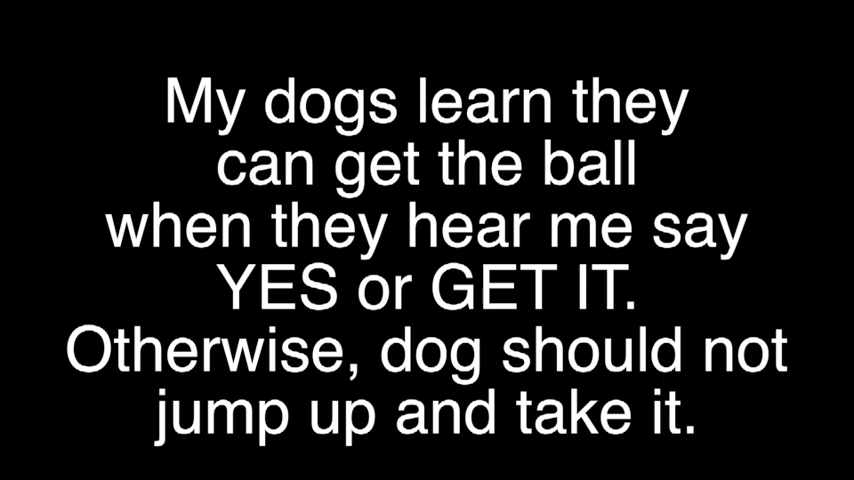 My dogs learn they
can get the ball
when they hear me say
YES or GET IT.
Otherwise, dog should not
jump up and take it.